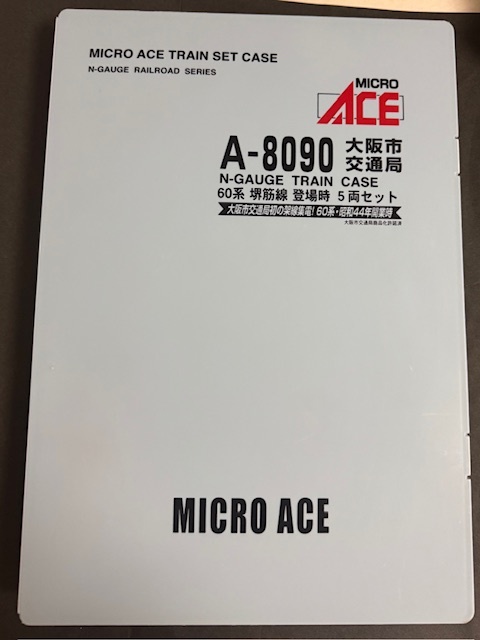 MICRO ACE TRAIN SET CASE
N-GAUGE RAILROAD SERIES
MICRO
ACE
A-8090 大阪市交通局
N-GAUGE TRAIN CASE
60系 堺筋線 登場時 5両セット
大阪市交通局初の架線集電! 60系・昭和44年開業時
大阪市交通局商品化許諾済
MICRO ACE